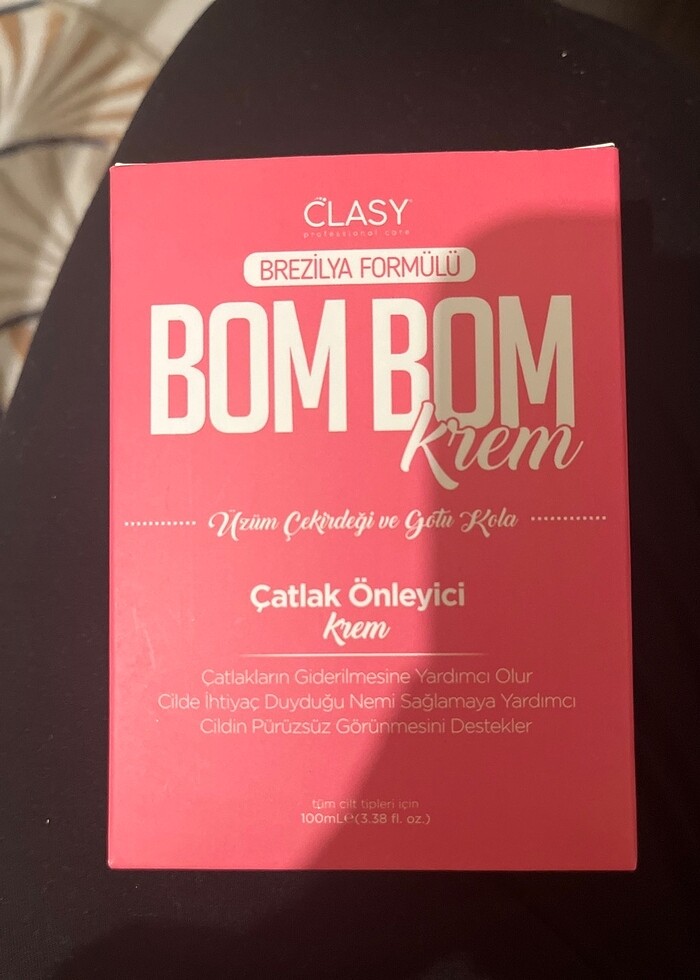 CLASY
professional care
BREZİLYA FORMÜLÜ
BOM BOM
krem
Üzüm Çekirdeği ve Gotu Kola
Çatlak Önleyici
krem
Çatlakların Giderilmesine Yardımcı Olur
Cilde İhtiyaç Duyduğu Nemi Sağlamaya Yardımcı
Cildin Pürüzsüz Görünmesini Destekler
tüm cilt tipleri için
100mL℮(3.38 fl. oz.)